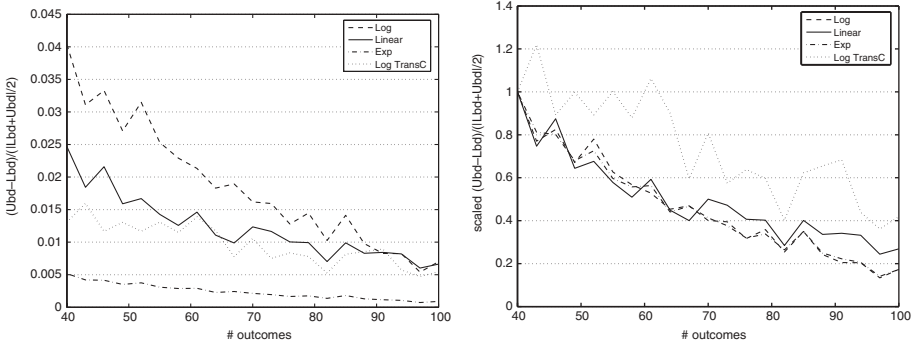 0.045
0.04
0.035
0.03
0.025
0.02
0.015
0.01
0.005
0
(Ubd–Lbd)/(|Lbd+Ubd|/2)
40 50 60 70 80 90 100
# outcomes
Log
Linear
Exp
Log TransC
1.4
1.2
1
0.8
0.6
0.4
0.2
0
scaled (Ubd–Lbd)/(|Lbd+Ubd|/2)
40 50 60 70 80 90 100
# outcomes
Log
Linear
Exp
Log TransC